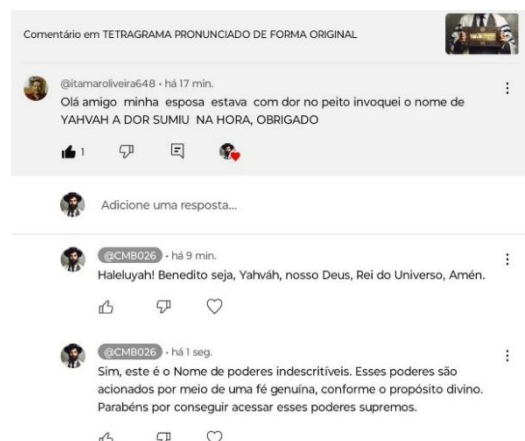 Comentário em TETRAGRAMA PRONUNCIADO DE FORMA ORIGINAL
@itamaroliveira648 • há 17 min.
Olá amigo minha esposa estava com dor no peito invoquei o nome de
YAHVAH A DOR SUMIU NA HORA, OBRIGADO
1
Adicione uma resposta...
@CMB026 • há 9 min.
Haleluyah! Benedito seja, Yahváh, nosso Deus, Rei do Universo, Amén.
@CMB026 • há 1 seg.
Sim, este é o Nome de poderes indescritíveis. Esses poderes são
acionados por meio de uma fé genuína, conforme o propósito divino.
Parabéns por conseguir acessar esses poderes supremos.